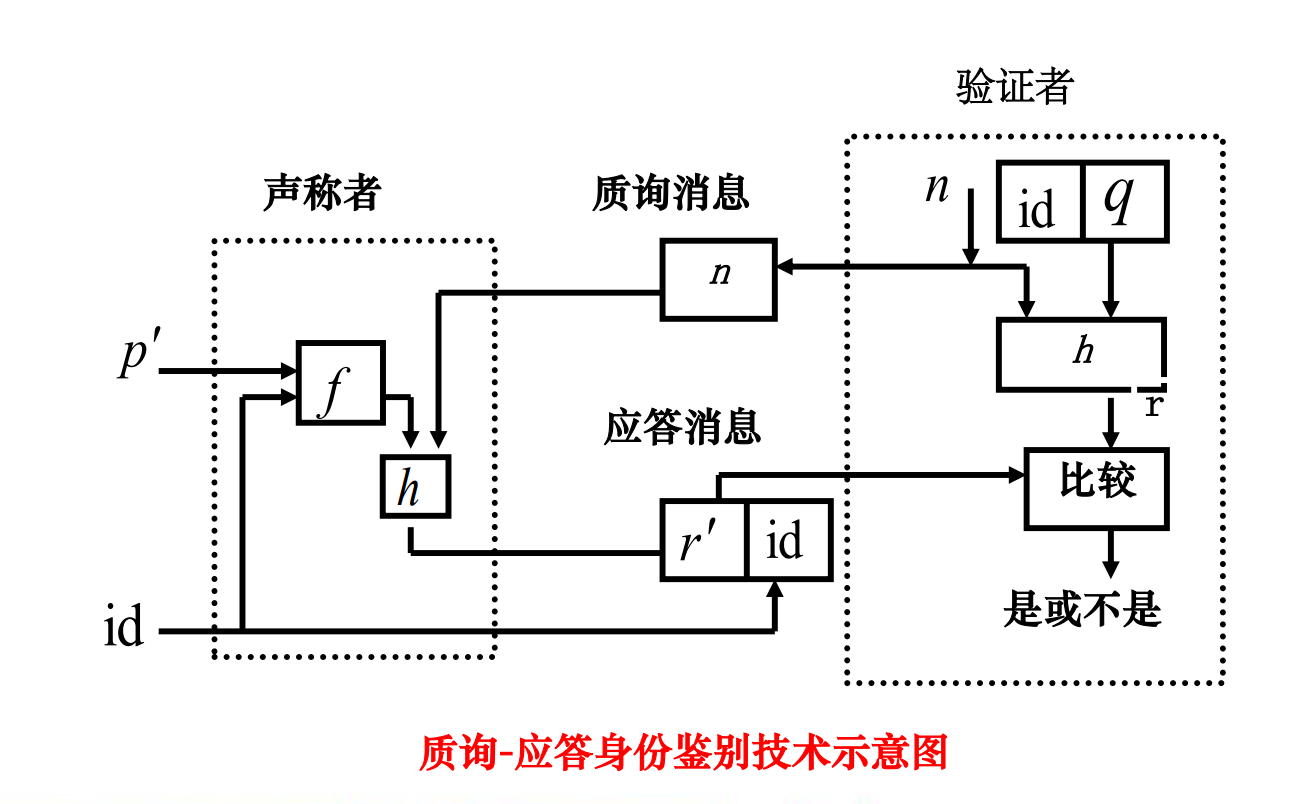 验证者
声称者
质询消息
n
id
q
n
h
p′
f
r
应答消息
h
比较
r′
id
是或不是
id
质询-应答身份鉴别技术示意图